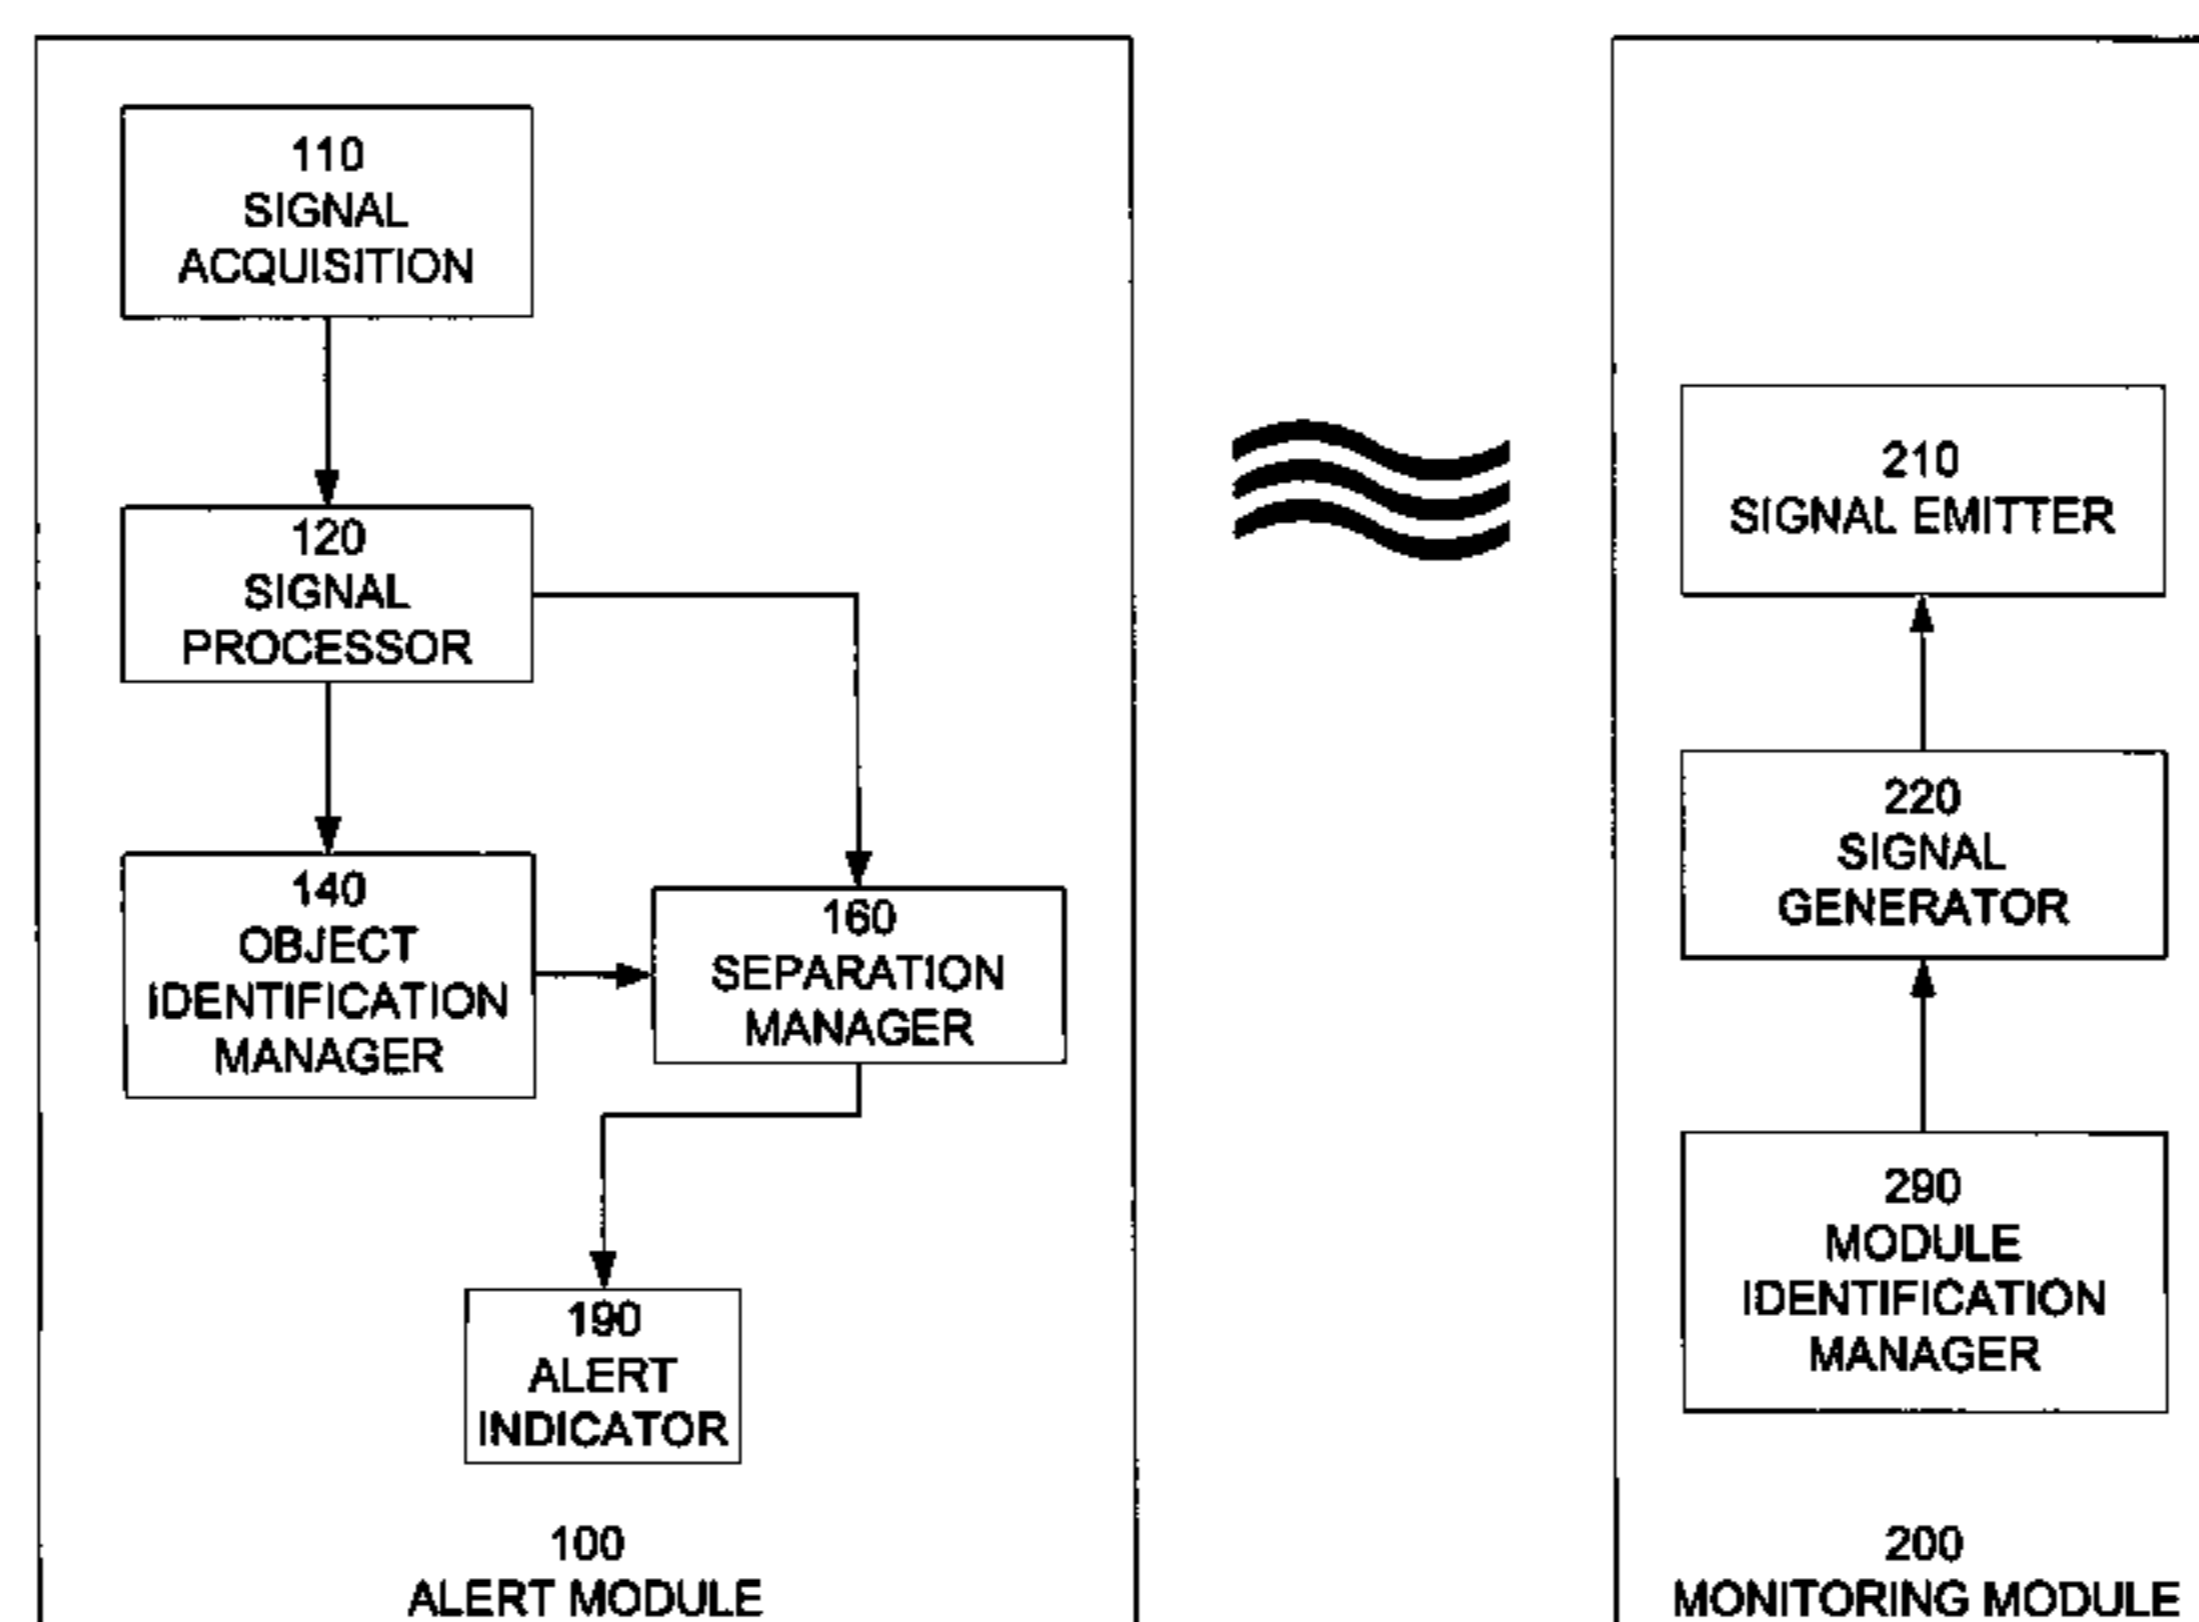 110
SIGNAL
ACQUISITION
120
SIGNAL
PROCESSOR
140
OBJECT
IDENTIFICATION
MANAGER
160
SEPARATION
MANAGER
190
ALERT
INDICATOR
100
ALERT MODULE
210
SIGNAL EMITTER
220
SIGNAL
GENERATOR
290
MODULE
IDENTIFICATION
MANAGER
200
MONITORING MODULE